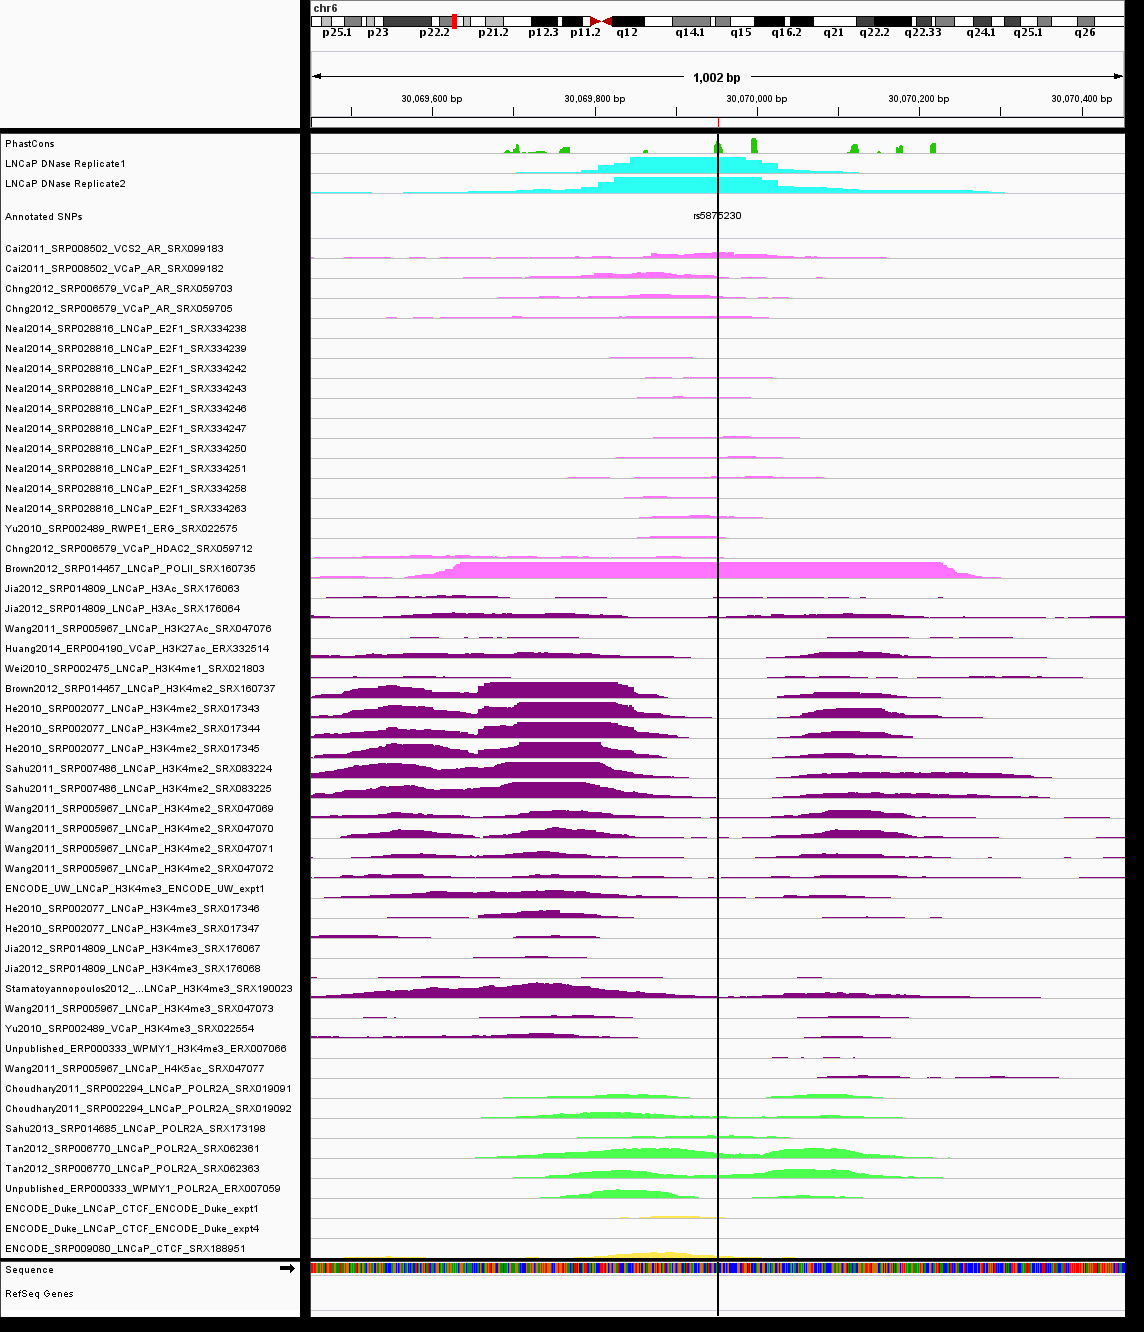 chr6
p25.1 p23 p22.2 p21.2 p12.3 p11.2 q12 q14.1 q15 q16.2 q21 q22.2 q22.33 q24.1 q25.1 q26
1,002 bp
30,069,600 bp 30,069,800 bp 30,070,000 bp 30,070,200 bp 30,070,400 bp
PhastCons
LNCaP DNase Replicate1
LNCaP DNase Replicate2
Annotated SNPs rs5875230
Cai2011_SRP008502_VCS2_AR_SRX099183
Cai2011_SRP008502_VCaP_AR_SRX099182
Chng2012_SRP006579_VCaP_AR_SRX059703
Chng2012_SRP006579_VCaP_AR_SRX059705
Neal2014_SRP028816_LNCaP_E2F1_SRX334238
Neal2014_SRP028816_LNCaP_E2F1_SRX334239
Neal2014_SRP028816_LNCaP_E2F1_SRX334242
Neal2014_SRP028816_LNCaP_E2F1_SRX334243
Neal2014_SRP028816_LNCaP_E2F1_SRX334246
Neal2014_SRP028816_LNCaP_E2F1_SRX334247
Neal2014_SRP028816_LNCaP_E2F1_SRX334250
Neal2014_SRP028816_LNCaP_E2F1_SRX334251
Neal2014_SRP028816_LNCaP_E2F1_SRX334258
Neal2014_SRP028816_LNCaP_E2F1_SRX334263
Yu2010_SRP002489_RWPE1_ERG_SRX022575
Chng2012_SRP006579_VCaP_HDAC2_SRX059712
Brown2012_SRP014457_LNCaP_POLII_SRX160735
Jia2012_SRP014809_LNCaP_H3Ac_SRX176063
Jia2012_SRP014809_LNCaP_H3Ac_SRX176064
Wang2011_SRP005967_LNCaP_H3K27Ac_SRX047076
Huang2014_ERP004190_VCaP_H3K27ac_ERX332514
Wei2010_SRP002475_LNCaP_H3K4me1_SRX021803
Brown2012_SRP014457_LNCaP_H3K4me2_SRX160737
He2010_SRP002077_LNCaP_H3K4me2_SRX017343
He2010_SRP002077_LNCaP_H3K4me2_SRX017344
He2010_SRP002077_LNCaP_H3K4me2_SRX017345
Sahu2011_SRP007486_LNCaP_H3K4me2_SRX083224
Sahu2011_SRP007486_LNCaP_H3K4me2_SRX083225
Wang2011_SRP005967_LNCaP_H3K4me2_SRX047069
Wang2011_SRP005967_LNCaP_H3K4me2_SRX047070
Wang2011_SRP005967_LNCaP_H3K4me2_SRX047071
Wang2011_SRP005967_LNCaP_H3K4me2_SRX047072
ENCODE_UW_LNCaP_H3K4me3_ENCODE_UW_expt1
He2010_SRP002077_LNCaP_H3K4me3_SRX017346
He2010_SRP002077_LNCaP_H3K4me3_SRX017347
Jia2012_SRP014809_LNCaP_H3K4me3_SRX176067
Jia2012_SRP014809_LNCaP_H3K4me3_SRX176068
Stamatoyannopoulos2012_...LNCaP_H3K4me3_SRX190023
Wang2011_SRP005967_LNCaP_H3K4me3_SRX047073
Yu2010_SRP002489_VCaP_H3K4me3_SRX022554
Unpublished_ERP000333_WPMY1_H3K4me3_ERX007066
Wang2011_SRP005967_LNCaP_H4K5ac_SRX047077
Choudhary2011_SRP002294_LNCaP_POLR2A_SRX019091
Choudhary2011_SRP002294_LNCaP_POLR2A_SRX019092
Sahu2013_SRP014685_LNCaP_POLR2A_SRX173198
Tan2012_SRP006770_LNCaP_POLR2A_SRX062361
Tan2012_SRP006770_LNCaP_POLR2A_SRX062363
Unpublished_ERP000333_WPMY1_POLR2A_ERX007059
ENCODE_Duke_LNCaP_CTCF_ENCODE_Duke_expt1
ENCODE_Duke_LNCaP_CTCF_ENCODE_Duke_expt4
ENCODE_SRP009080_LNCaP_CTCF_SRX188951
Sequence
RefSeq Genes